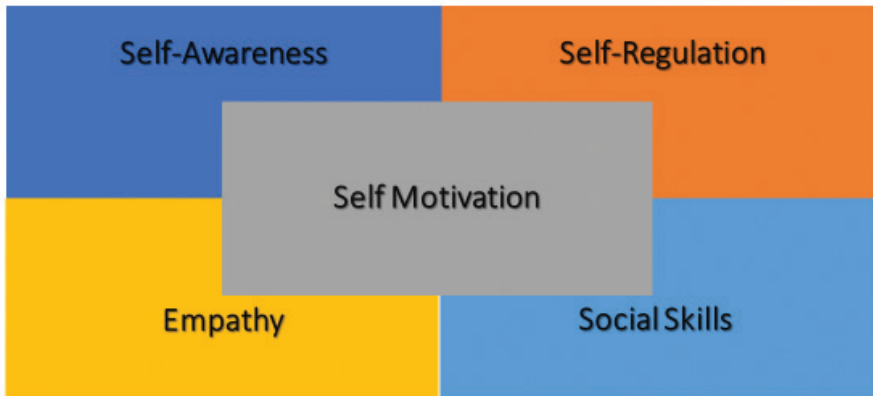 Self-Awareness
Self-Regulation
Self Motivation
Empathy
Social Skills